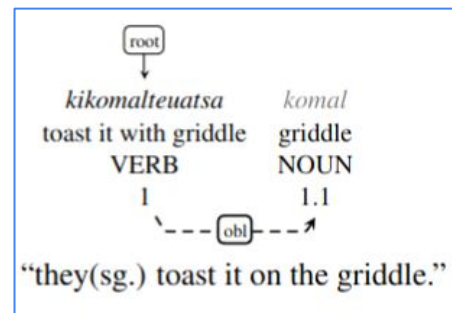 root
kikomalteuatsa komal
toast it with griddle griddle
VERB NOUN
1 1.1
obl
“they(sg.) toast it on the griddle.”